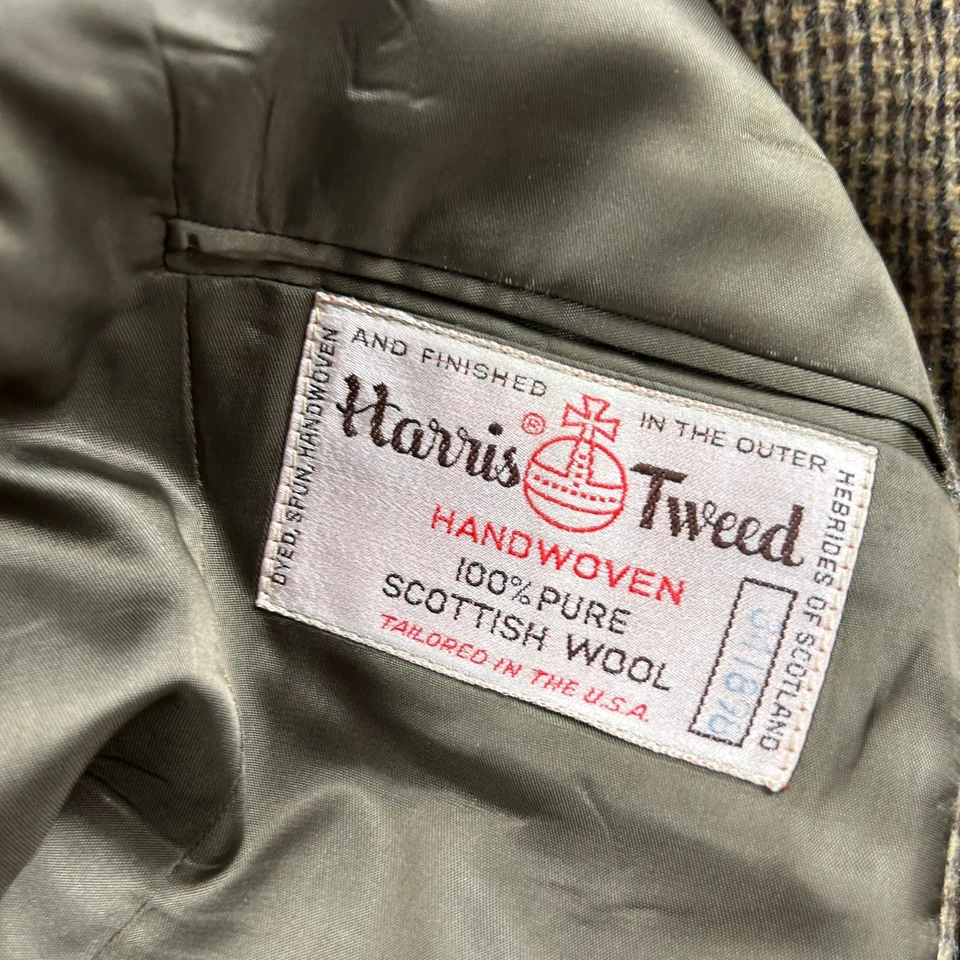 DYED, SPUN, HANDWOVEN
AND FINISHED
IN THE OUTER
HEBRIDES OF SCOTLAND
Harris® Tweed
HANDWOVEN
100% PURE
SCOTTISH WOOL
TAILORED IN THE U.S.A.